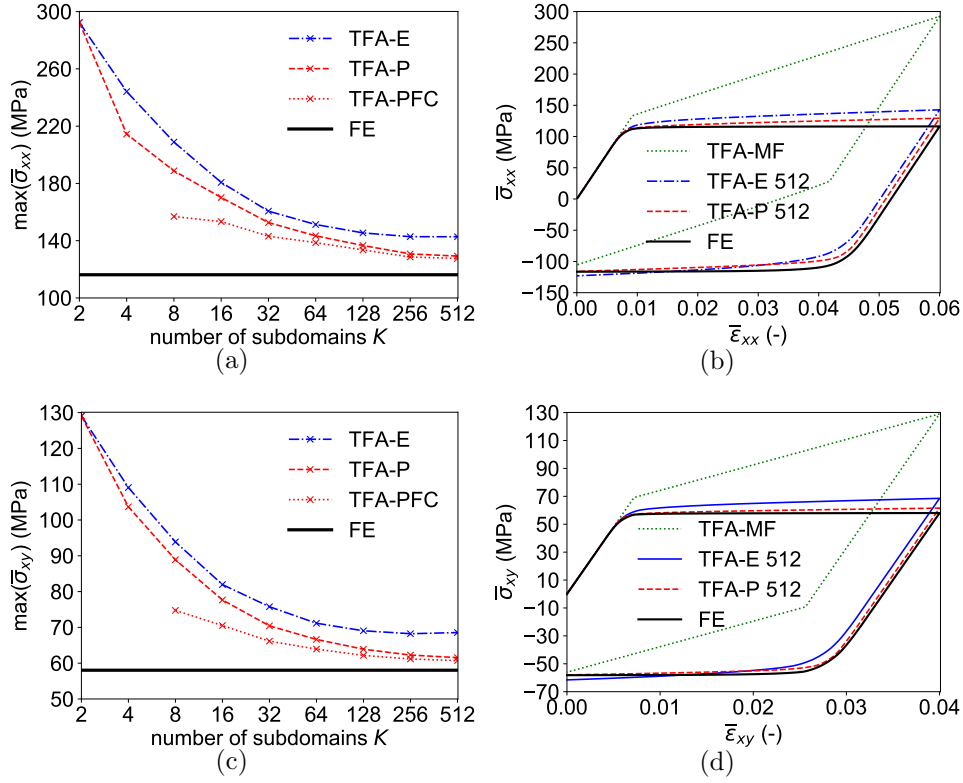 300
260
220
180
140
100
max(σ̅xx) (MPa)
TFA-E
TFA-P
TFA-PFC
FE
2 4 8 16 32 64 128 256 512
number of subdomains K
(a)
300
250
200
150
100
50
0
−50
−100
−150
σ̅xx (MPa)
TFA-MF
TFA-E 512
TFA-P 512
FE
0.00 0.01 0.02 0.03 0.04 0.05 0.06
ε̅xx (-)
(b)
130
120
110
100
90
80
70
60
50
max(σ̅xy) (MPa)
TFA-E
TFA-P
TFA-PFC
FE
2 4 8 16 32 64 128 256 512
number of subdomains K
(c)
130
110
90
70
50
30
10
−10
−30
−50
−70
σ̅xy (MPa)
TFA-MF
TFA-E 512
TFA-P 512
FE
0.00 0.01 0.02 0.03 0.04
ε̅xy (-)
(d)